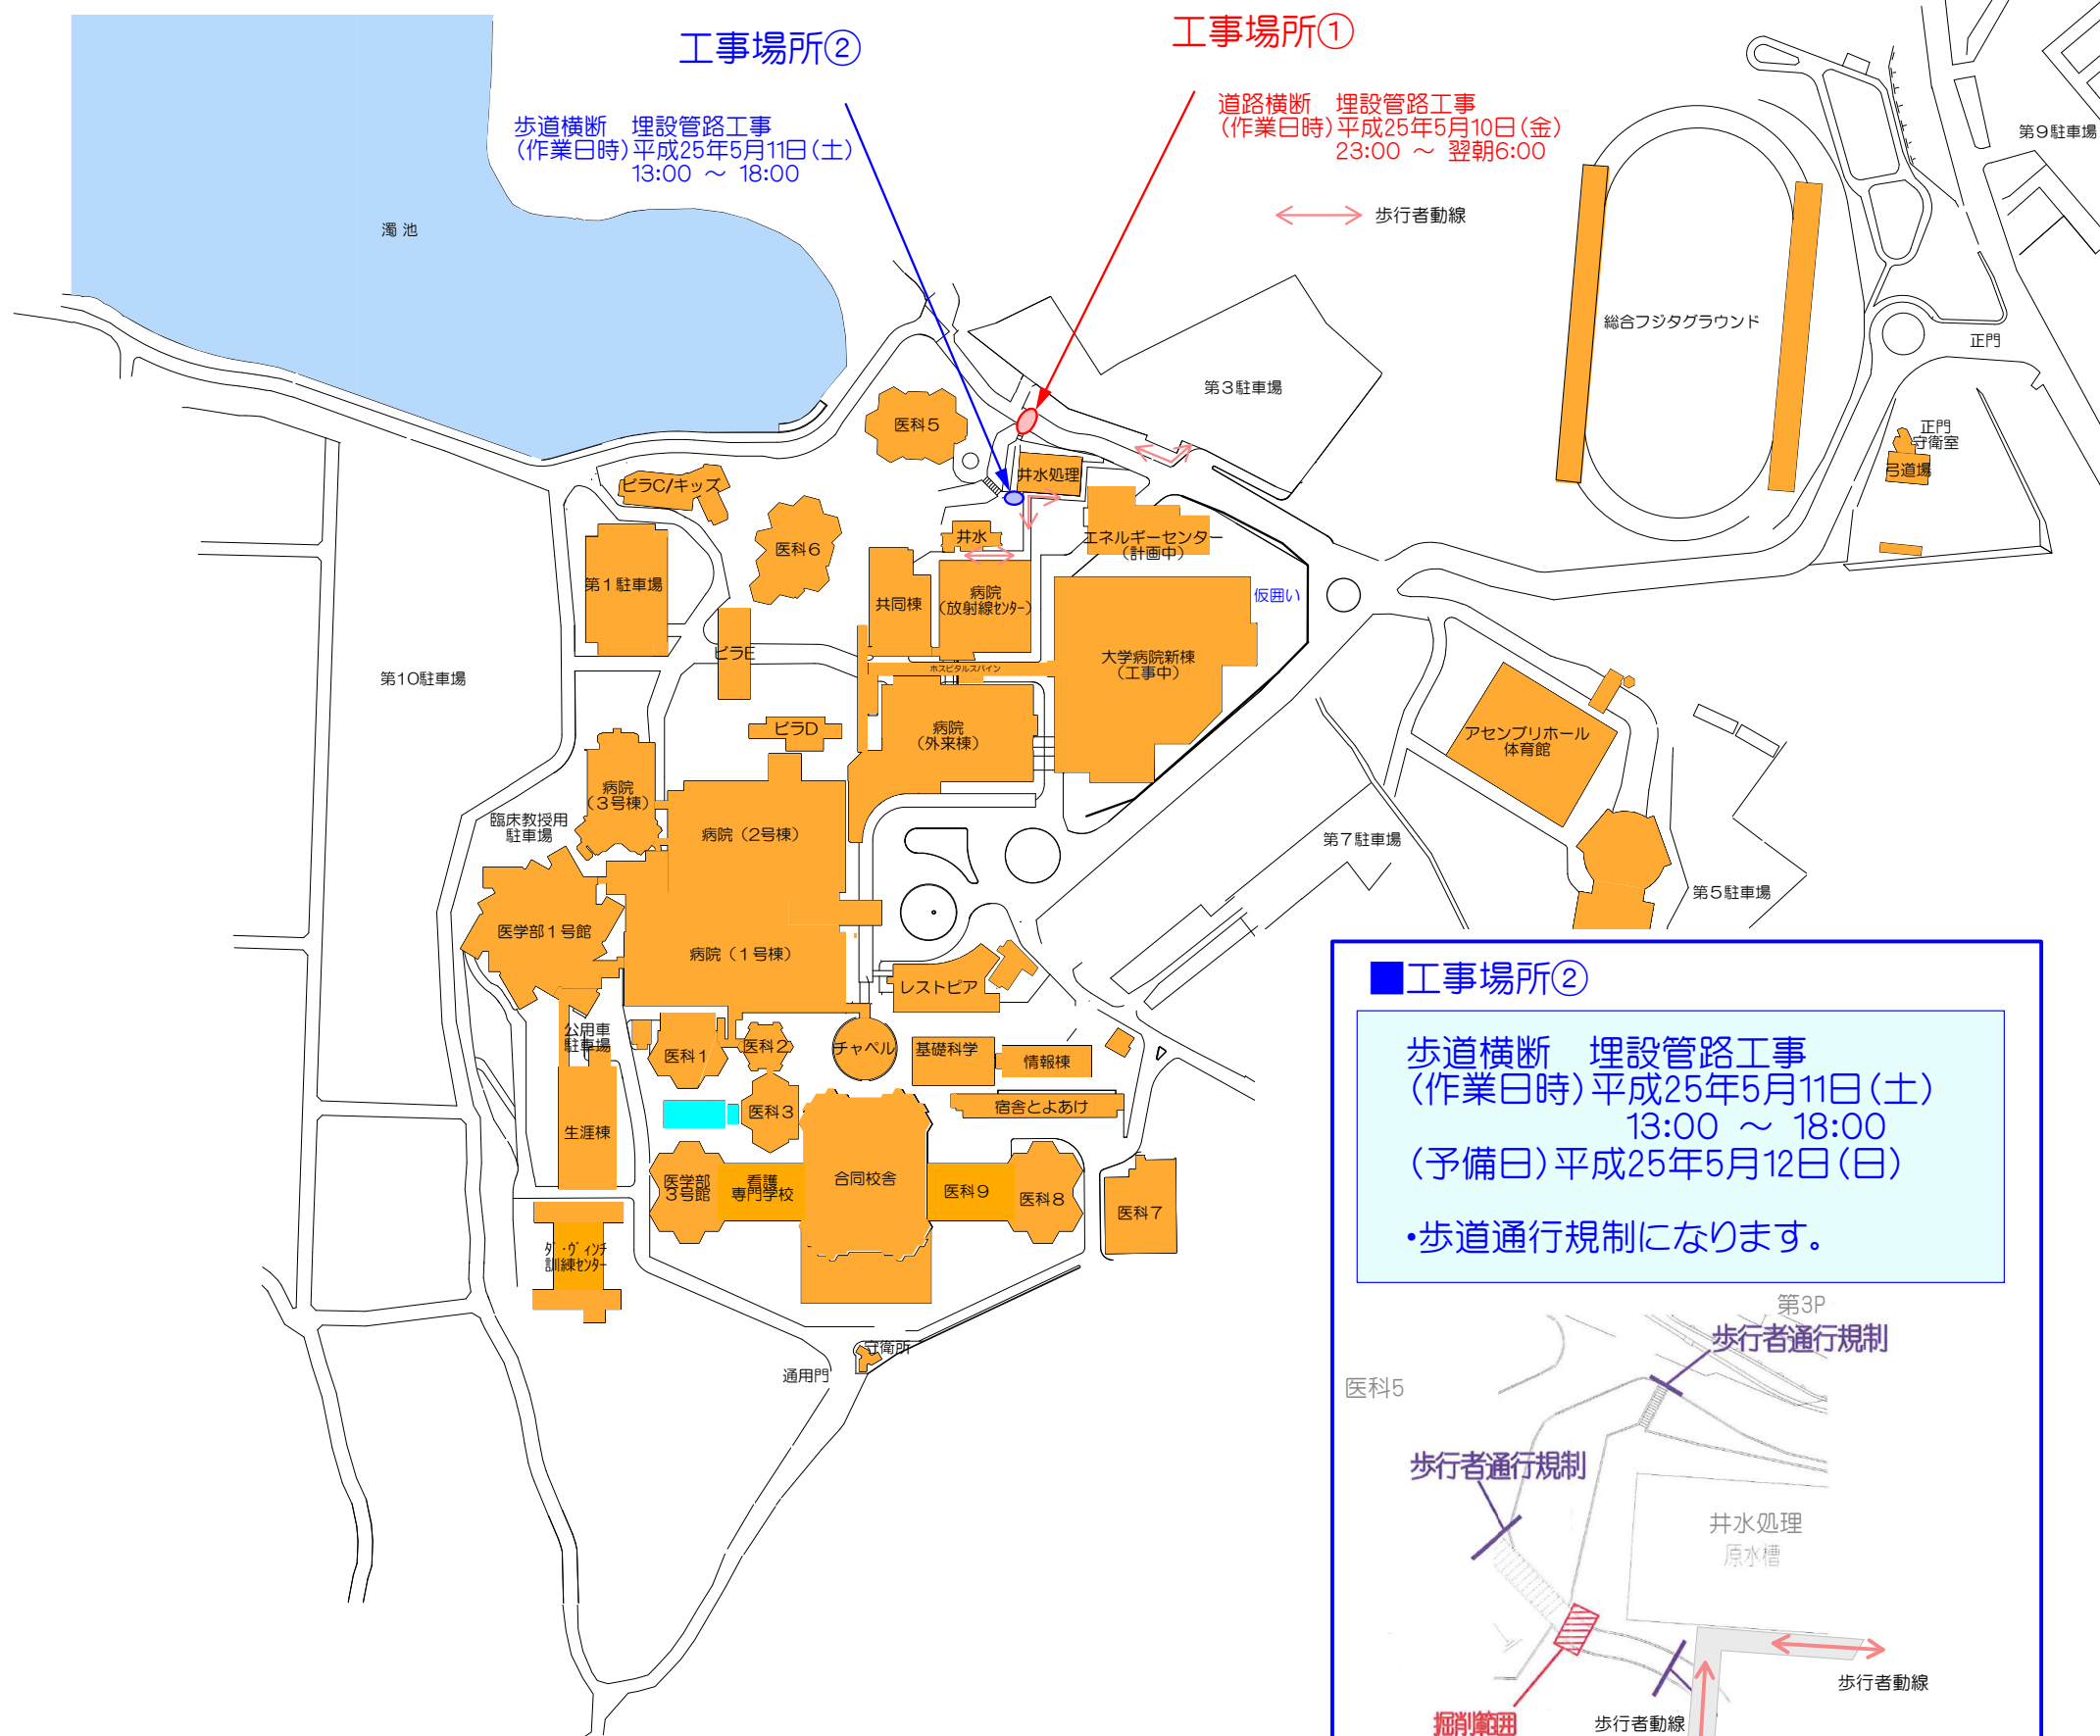 工事場所②
工事場所①
歩道横断　埋設管路工事
(作業日時)平成25年5月11日(土)
13:00 ～ 18:00
道路横断　埋設管路工事
(作業日時)平成25年5月10日(金)
23:00 ～ 翌朝6:00
歩行者動線
第９駐車場
濁 池
総合フジタグラウンド
正門
第３駐車場
医科５
正門
守衛室
弓道場
井水処理
ビラC/キッズ
医科６
井水
エネルギーセンター
（計画中）
第１駐車場
共同棟
病院
（放射線ｾﾝﾀｰ）
仮囲い
ビラE
ホスピタルスパイン
大学病院新棟
（工事中）
第10駐車場
ビラD
病院
（外来棟）
アセンブリホール
体育館
病院
（３号棟）
臨床教授用
駐車場
病院（２号棟）
第７駐車場
第５駐車場
医学部１号館
病院（１号棟）
レストピア
公用車
駐車場
医科１
医科２
チャペル
基礎科学
情報棟
医科３
宿舎とよあけ
生涯棟
医学部
３号館
看護
専門学校
合同校舎
医科９
医科８
医科７
ﾀﾞ･ｳﾞｨﾝﾁ
訓練ｾﾝﾀｰ
守衛所
通用門
■工事場所②
歩道横断　埋設管路工事
(作業日時)平成25年5月11日(土)
13:00 ～ 18:00
(予備日)平成25年5月12日(日)
・歩道通行規制になります。
第3P
歩行者通行規制
医科5
歩行者通行規制
井水処理
原水槽
歩行者動線
掘削範囲
歩行者動線